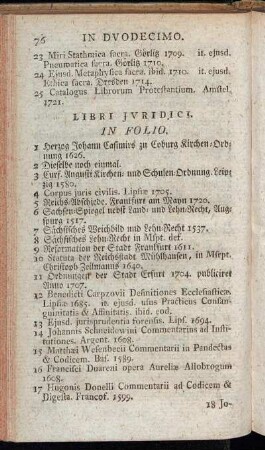 76 IN DVODECIMO.
23 Miri Stathmica sacra. Görlitz 1709. it. ejusd.
Pneumatica sacra. Görlitz 1710.
24 Ejusd. Metaphysica sacra. ibid. 1710. it. ejusd.
Ethica sacra. Dresden 1714.
25 Catalogus Librorum Protestantium. Amstel.
1721.
LIBRI JVRIDICI.
IN FOLIO.
1 Herzog Johann Casimirs zu Coburg Kirchen-Ord-
nung 1626.
2 Dieselbe noch einmal.
3 Curf. Augusti Kirchen- und Schulen Ordnung. Leip-
zig 1580.
4 Corpus juris civilis. Lipsiæ 1705.
5 Reichs-Abschiede. Franckfurt am Mayn 1720.
6 Sachsen-Spiegel nebst Land- und Lehn-Recht, Aug-
spurg 1517.
7 Sächsisches Weichbild und Lehn-Recht 1537.
8 Sächsisches Lehn-Recht in Mspt. def.
9 Reformation der Stadt Franckfurt 1611.
10 Statuta der Reichsstadt Mühlhausen, in Msrpt.
Christoph Zellmanns 1640.
11 Ordnungen der Stadt Erfurt 1704. publiciret
Anno 1707.
12 Benedicti Carpzovii Definitiones Ecclesiasticæ.
Lipsiæ 1685. it. ejusd. usus Practicus Consan-
guinitatis & Affinitatis. ibid. eod.
13 Ejusd. jurisprudentia forensis. Lips. 1694.
14 Johannis Schneidewini Commentarius ad Insti-
tutiones. Argent. 1608.
15 Matthæi Wesenbecii Commentarii in Pandectas
& Codicem. Bas. 1589.
16 Francisci Duareni opera Aureliæ Allobrogum
1608.
17 Hugonis Donelli Commentarii ad Codicem &
Digesta. Francof. 1599.
18 Jo-